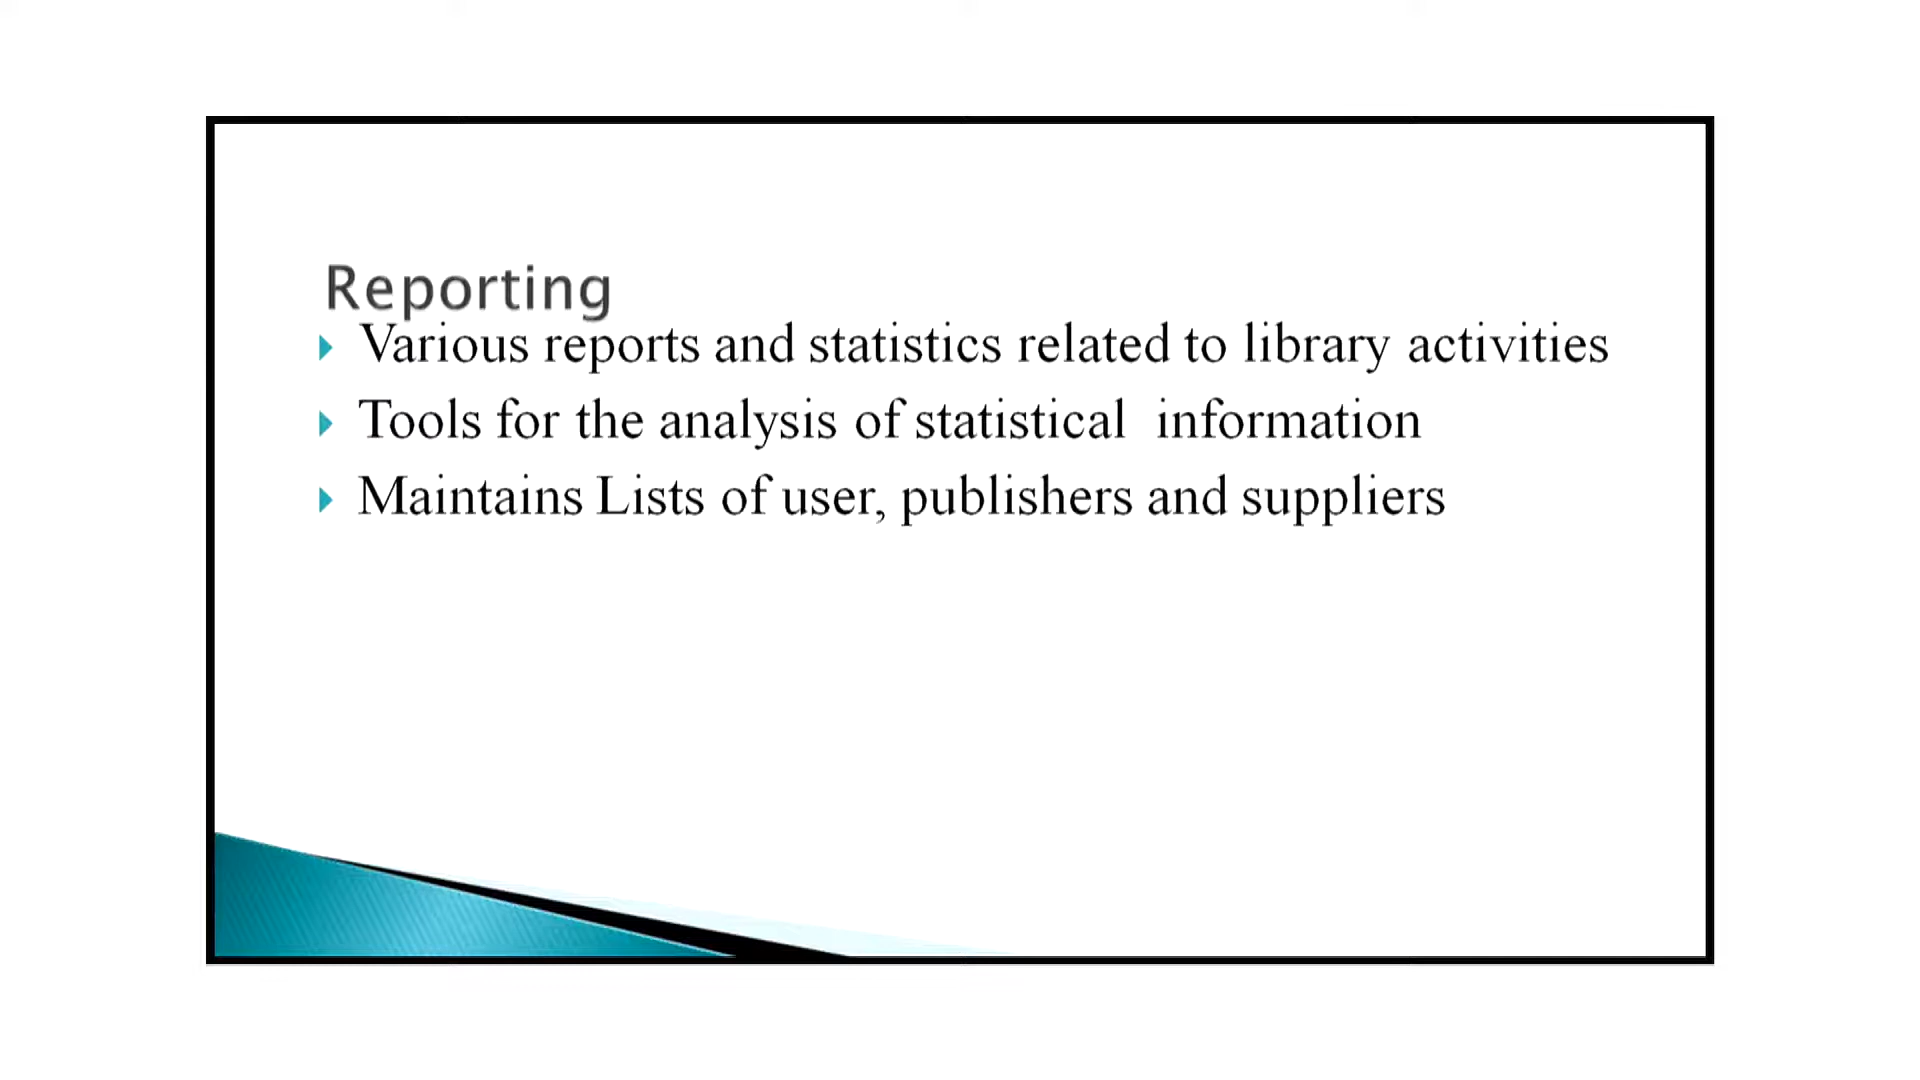 Reporting
Various reports and statistics related to library activities
Tools for the analysis of statistical  information
Maintains Lists of user, publishers and suppliers